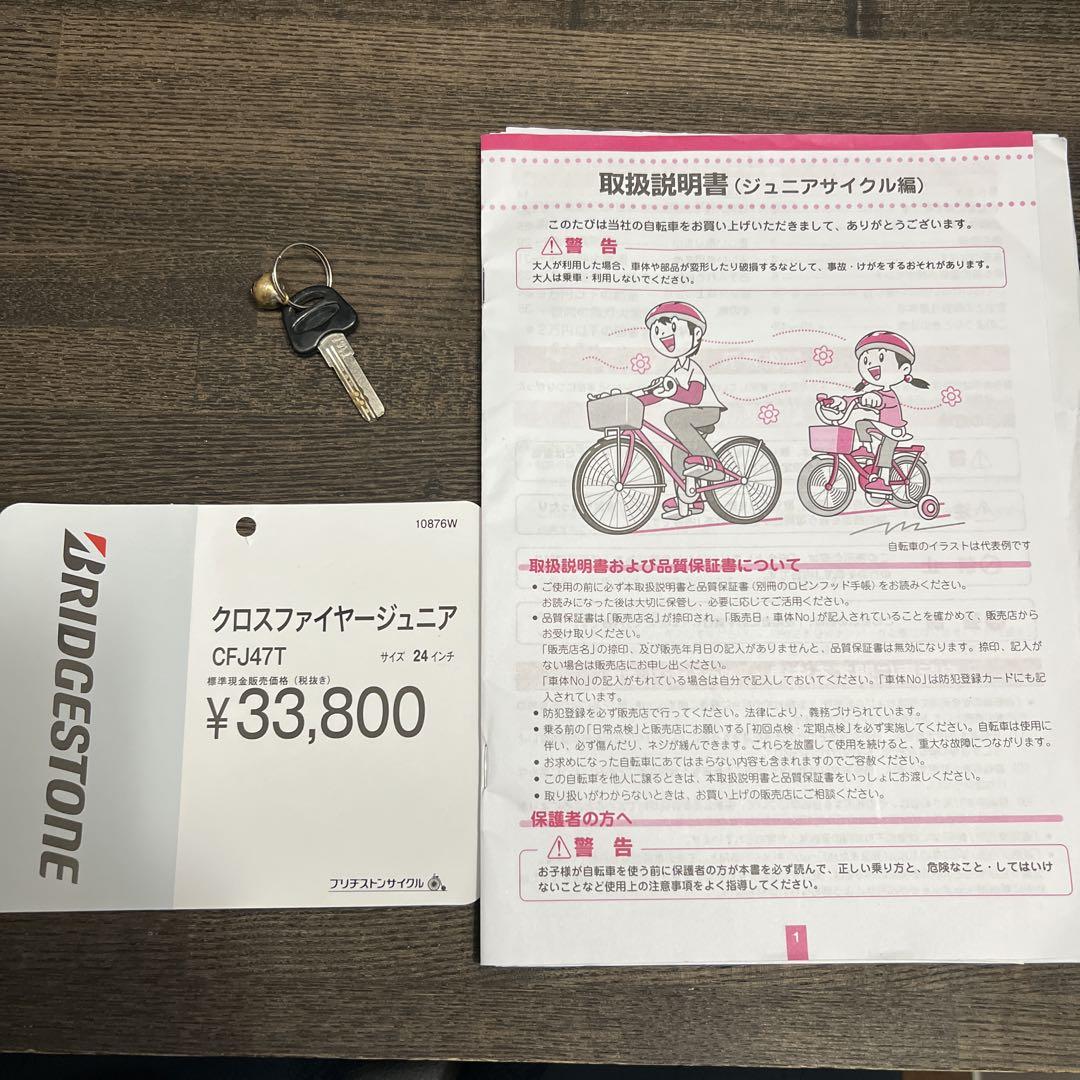 取扱説明書(ジュニアサイクル編)
このたびは当社の自転車をお買い上げいただきまして、ありがとうございます。
警 告
大人が利用した場合、車体や部品が変形したり破損するなどして、事故・けがをするおそれがあります。
大人は乗車・利用しないでください。
自転車のイラストは代表例です
取扱説明書および品質保証書について
● ご使用の前に必ず本取扱説明書と品質保証書(別冊のロビンフッド手帳)をお読みください。
お読みになった後は大切に保管し、必要に応じてご活用ください。
● 品質保証書は「販売店名」が捺印され、「販売日・車体No」が記入されていることを確かめて、販売店から
お受け取りください。
「販売店名」の捺印、及び販売年月日の記入がありませんと、品質保証書は無効になります。捺印、記入が
ない場合は販売店にお申し出ください。
「車体No」の記入がもれている場合は自分で記入しておいてください。「車体No」は防犯登録カードにも記
入されています。
● 防犯登録を必ず販売店で行ってください。法律により、義務づけられています。
● 乗る前の「日常点検」と販売店にお願いする「初回点検・定期点検」を必ず実施してください。自転車は使用に
伴い、必ず傷んだり、ネジが緩んできます。これらを放置して使用を続けると、重大な故障につながります。
● お求めになった自転車にあてはまらない内容も含まれますのでご容赦ください。
● この自転車を他人に譲るときは、本取扱説明書と品質保証書をいっしょにお渡しください。
● 取り扱いがわからないときは、お買い上げの販売店にご相談ください。
保護者の方へ
警 告
お子様が自転車を使う前に保護者の方が本書を必ず読んで、正しい乗り方と、危険なこと・してはいけ
ないことなど使用上の注意事項をよく指導してください。
1
BRIDGESTONE
10876W
クロスファイヤージュニア
CFJ47T サイズ 24インチ
標準現金販売価格(税抜き)
¥33,800
ブリヂストンサイクル